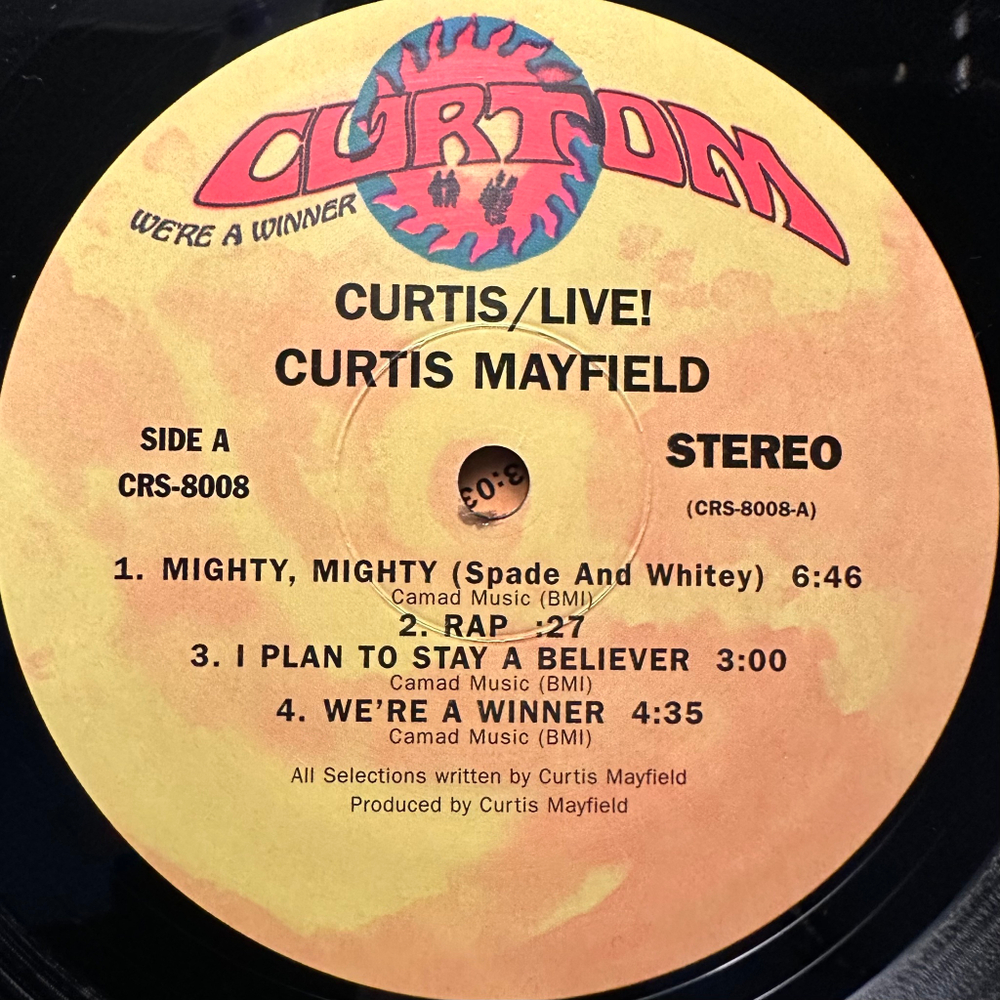 CURTOM
WE'RE A WINNER
CURTIS/LIVE!
CURTIS MAYFIELD
SIDE A
CRS-8008
STEREO
(CRS-8008-A)
3:03
1. MIGHTY, MIGHTY (Spade And Whitey) 6:46
Camad Music (BMI)
2. RAP :27
3. I PLAN TO STAY A BELIEVER 3:00
Camad Music (BMI)
4. WE'RE A WINNER 4:35
Camad Music (BMI)
All Selections written by Curtis Mayfield
Produced by Curtis Mayfield